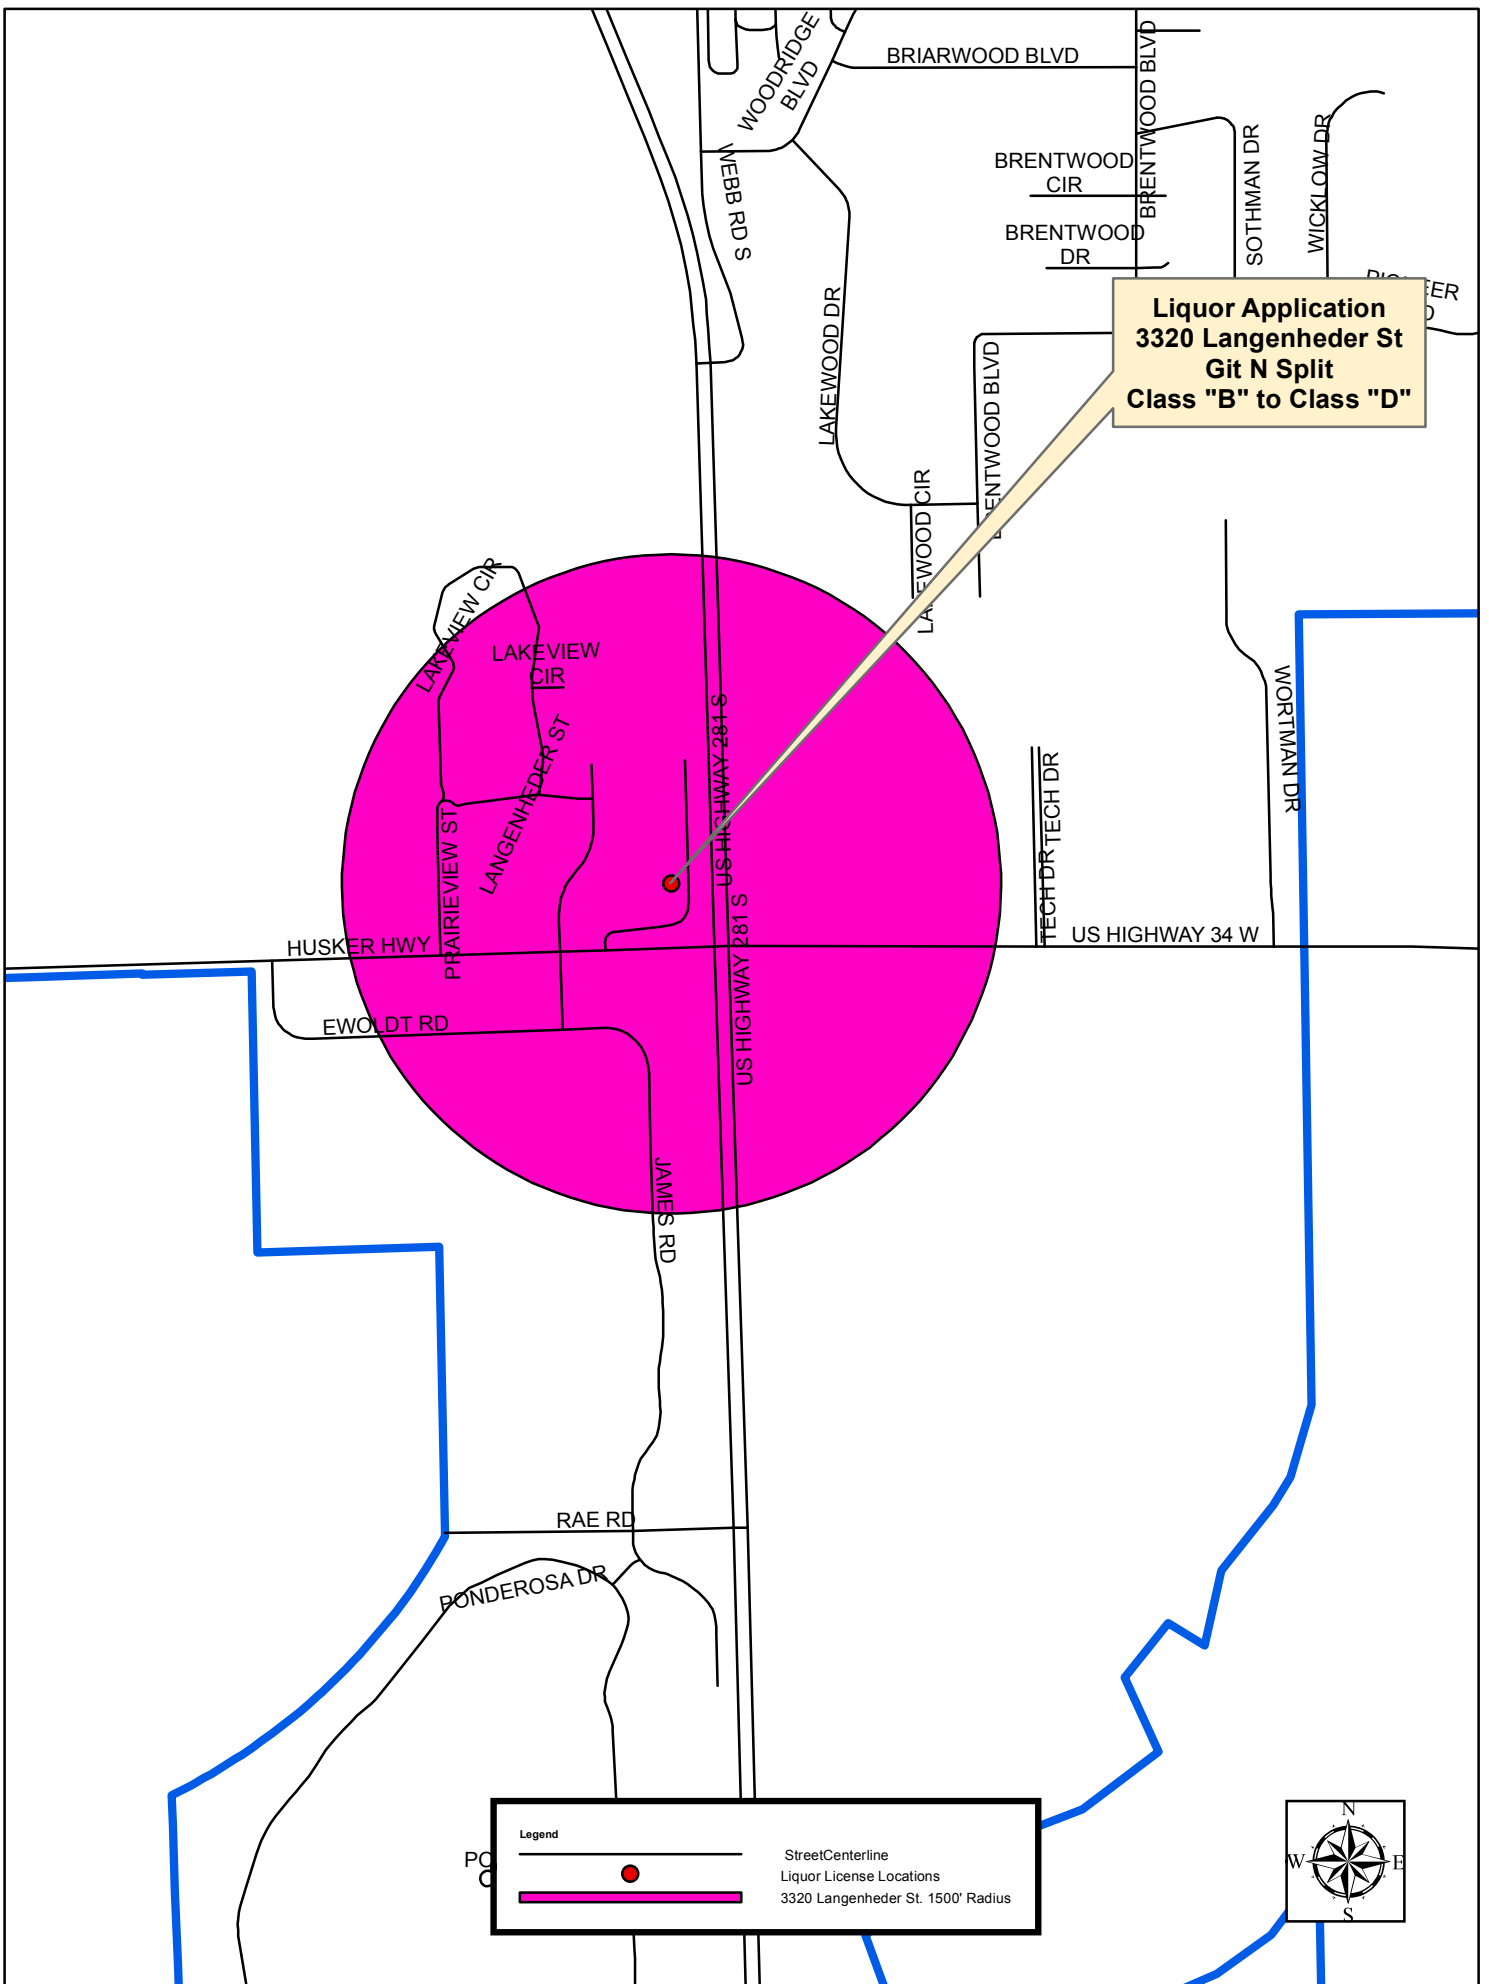 BRIARWOOD BLVD
WOODRIDGE
BLVD
BRENTWOOD BLVD
WEBB RD S
BRENTWOOD
CIR
SOTHMAN DR
WICKLOW DR
BRENTWOOD
DR
LAKEWOOD DR
Liquor Application
3320 Langenheder St
Git N Split
Class "B" to Class "D"
LAKEVIEW CIR
LAKEVIEW
CIR
LANGENHEDER ST
PRAIRIEVIEW ST
US HIGHWAY 281 S
US HIGHWAY 281 S
TECH DR
TECH DR
WORTMAN DR
HUSKER HWY
US HIGHWAY 34 W
EWOLDT RD
JAMES RD
RAE RD
PONDEROSA DR
Legend
StreetCenterline
Liquor License Locations
3320 Langenheder St. 1500' Radius
N
W
E
S